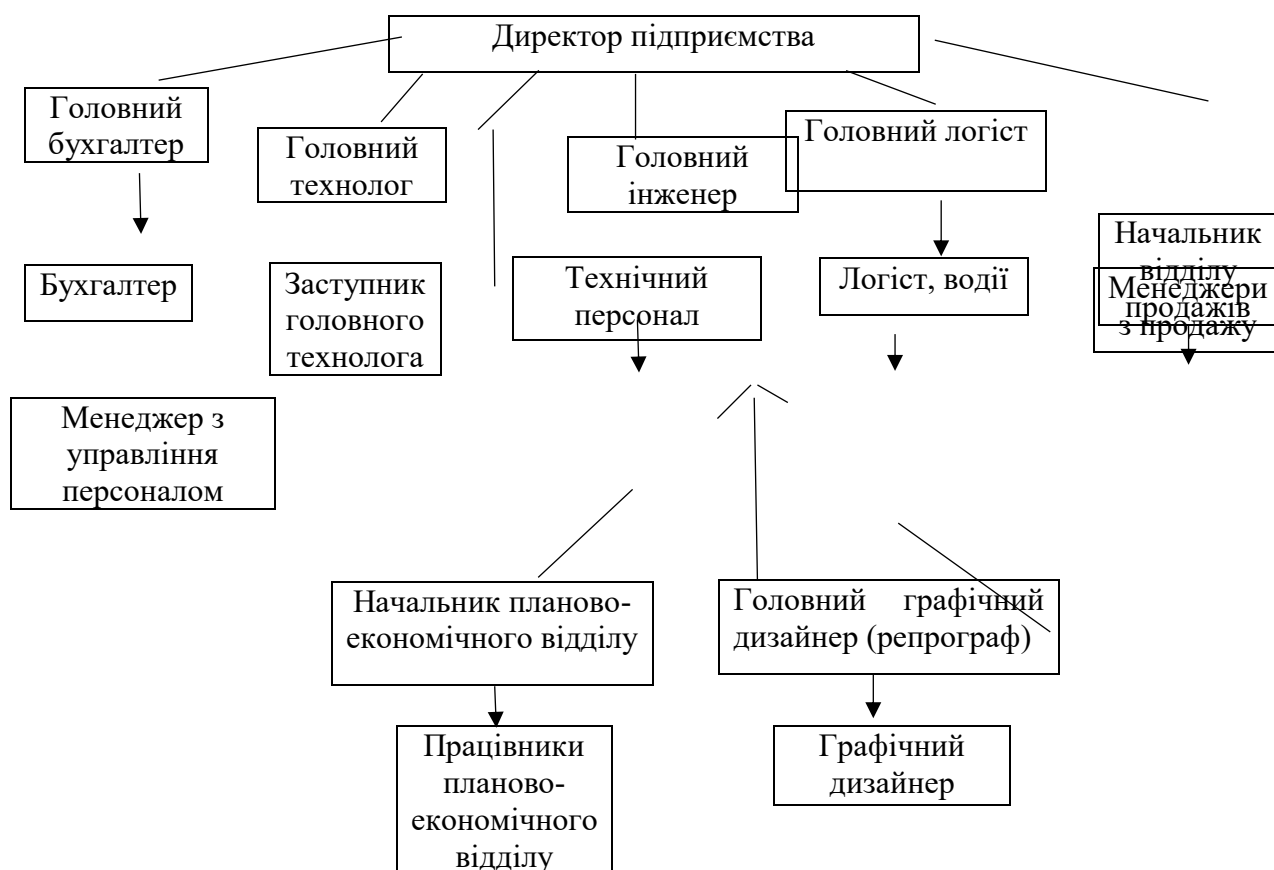 Директор підприємства
Головний
бухгалтер
Головний
технолог
Головний
інженер
Головний логіст
Начальник
відділу
продажів
Менеджери
з продажу
Бухгалтер
Заступник
головного
технолога
Технічний
персонал
Логіст, водії
Менеджер з
управління
персоналом
Начальник планово-
економічного відділу
Головний графічний
дизайнер (репрограф)
Працівники
планово-
економічного
відділу
Графічний
дизайнер